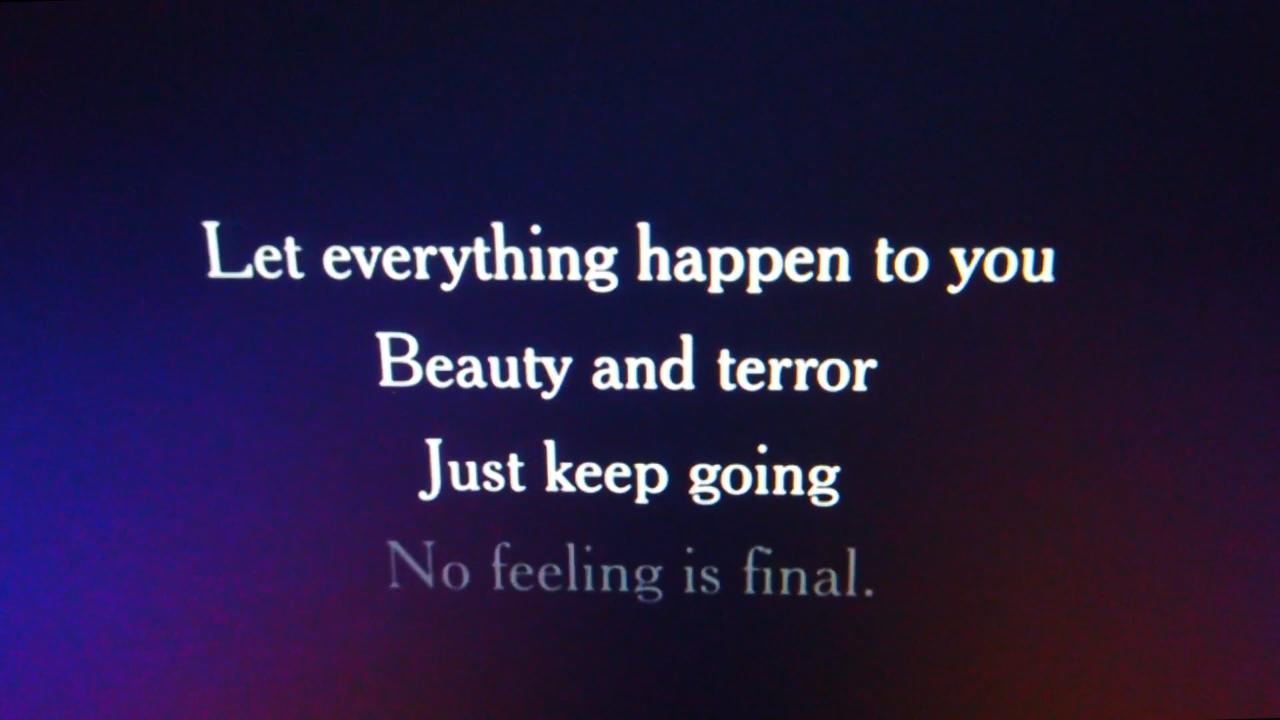 Let everything happen to you
Beauty and terror
Just keep going
No feeling is final.